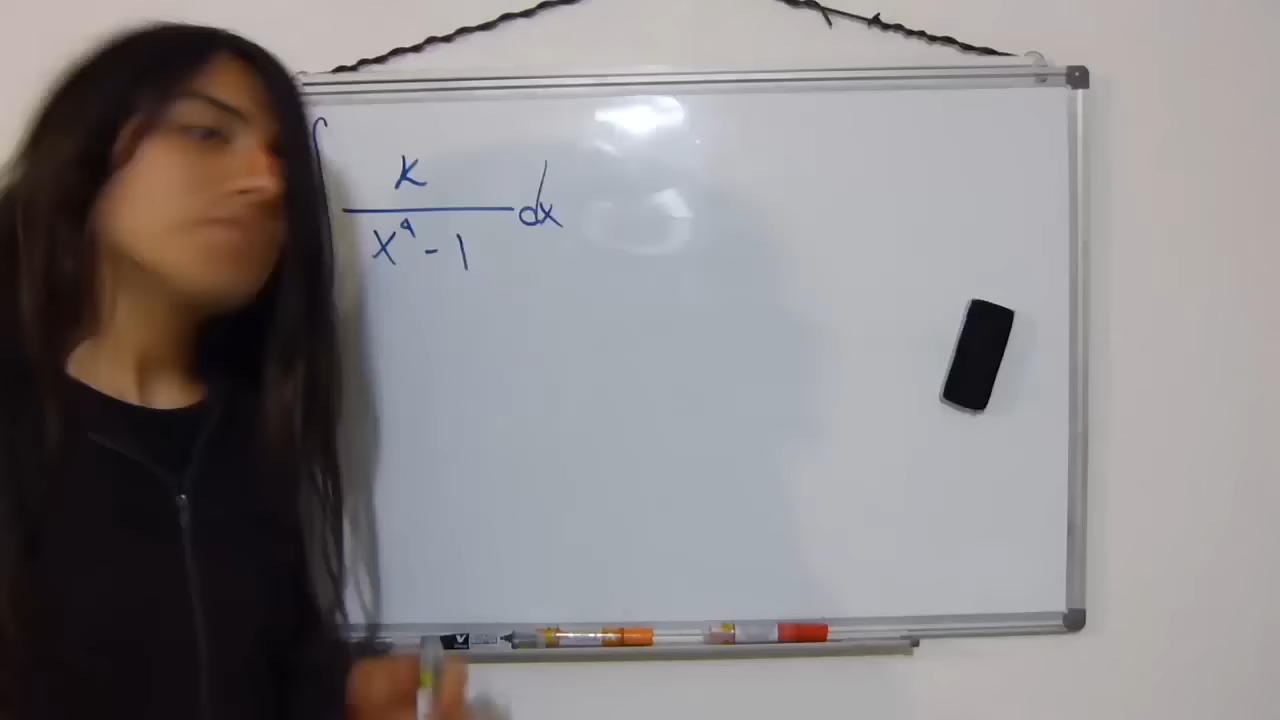 ∫ K
dx
x⁴ - 1
V